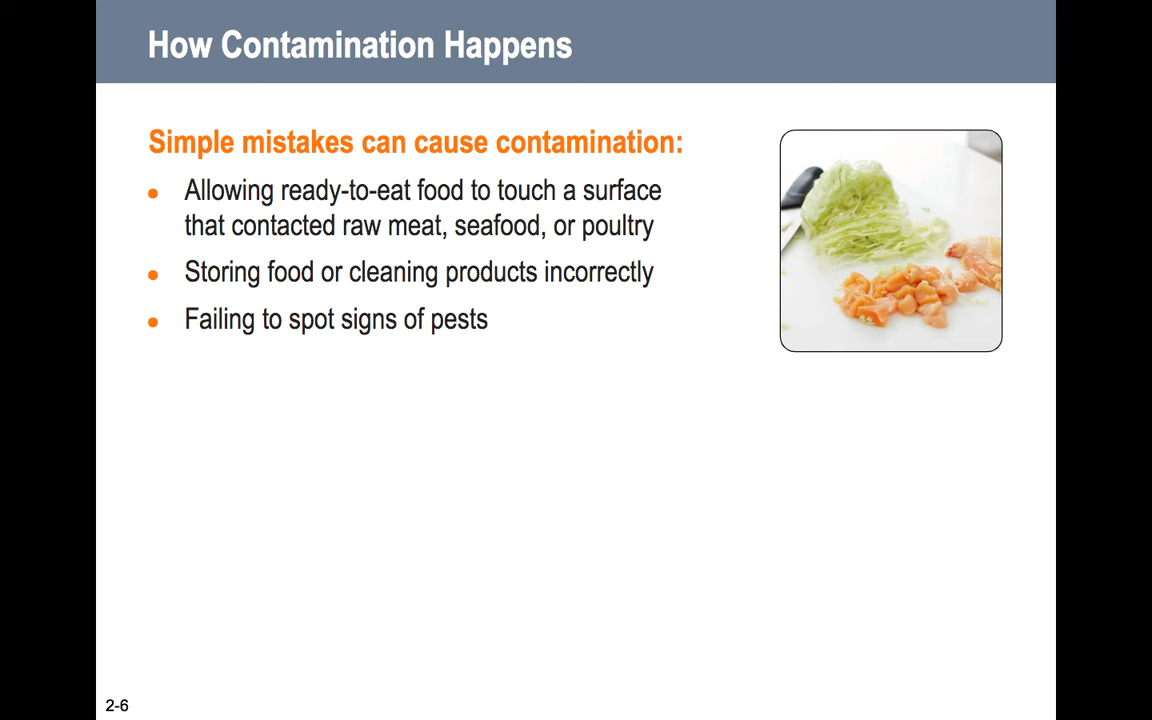 How Contamination Happens
Simple mistakes can cause contamination:
• Allowing ready-to-eat food to touch a surface
that contacted raw meat, seafood, or poultry
• Storing food or cleaning products incorrectly
• Failing to spot signs of pests
2-6